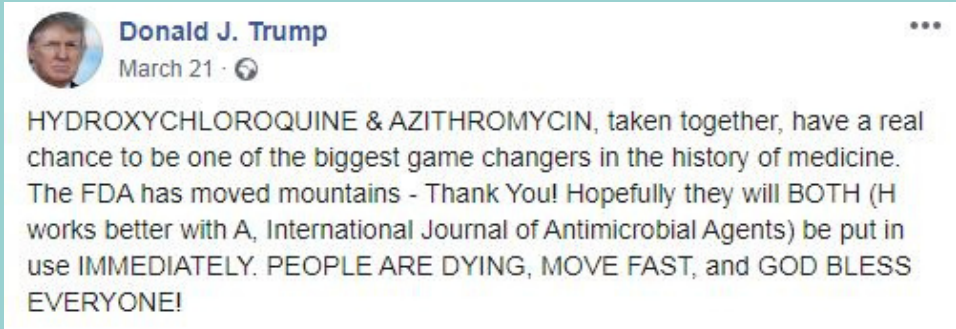 Donald J. Trump
March 21 ·
HYDROXYCHLOROQUINE & AZITHROMYCIN, taken together, have a real
chance to be one of the biggest game changers in the history of medicine.
The FDA has moved mountains - Thank You! Hopefully they will BOTH (H
works better with A, International Journal of Antimicrobial Agents) be put in
use IMMEDIATELY. PEOPLE ARE DYING, MOVE FAST, and GOD BLESS
EVERYONE!